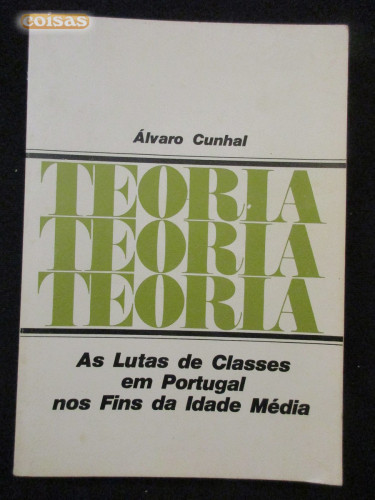 coisas
Álvaro Cunhal
TEORIA
TEORIA
TEORIA
As Lutas de Classes
em Portugal
nos Fins da Idade Média